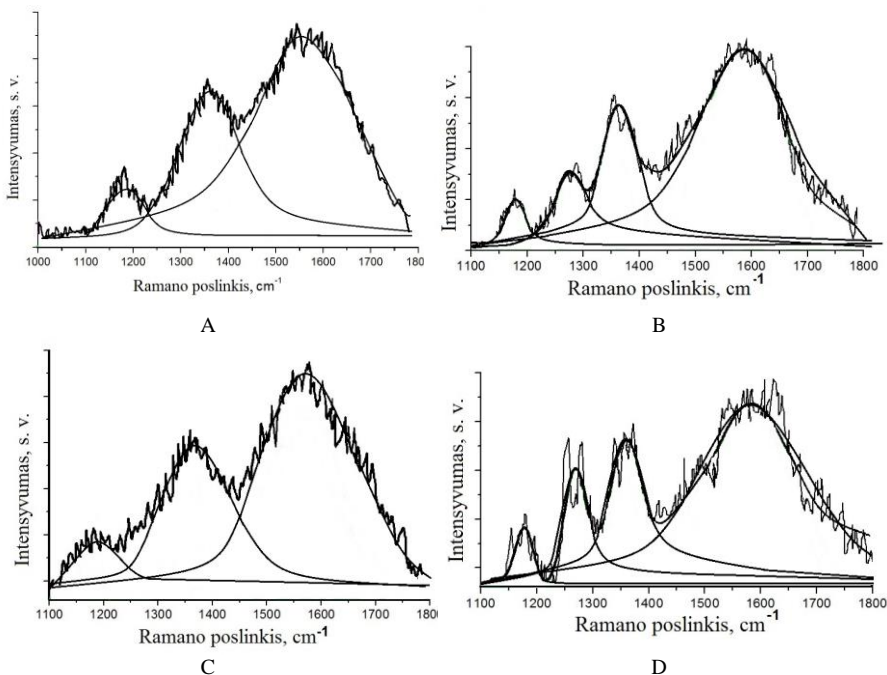 Intensyvumas, s. v.
1000 1100 1200 1300 1400 1500 1600 1700 1800
Ramano poslinkis, cm⁻¹
A
Intensyvumas, s. v.
1100 1200 1300 1400 1500 1600 1700 1800
Ramano poslinkis, cm⁻¹
B
Intensyvumas, s. v.
1100 1200 1300 1400 1500 1600 1700 1800
Ramano poslinkis, cm⁻¹
C
Intensyvumas, s. v.
1100 1200 1300 1400 1500 1600 1700 1800
Ramano poslinkis, cm⁻¹
D